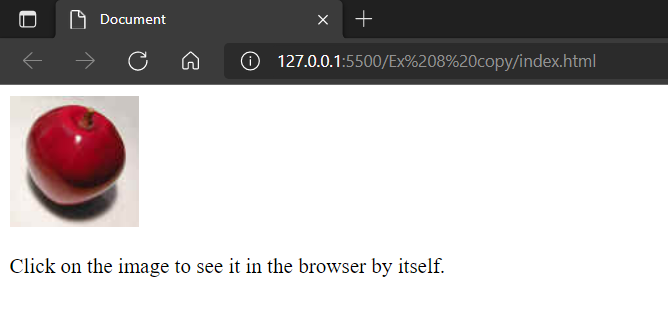 Document
127.0.0.1:5500/Ex%208%20copy/index.html
Click on the image to see it in the browser by itself.